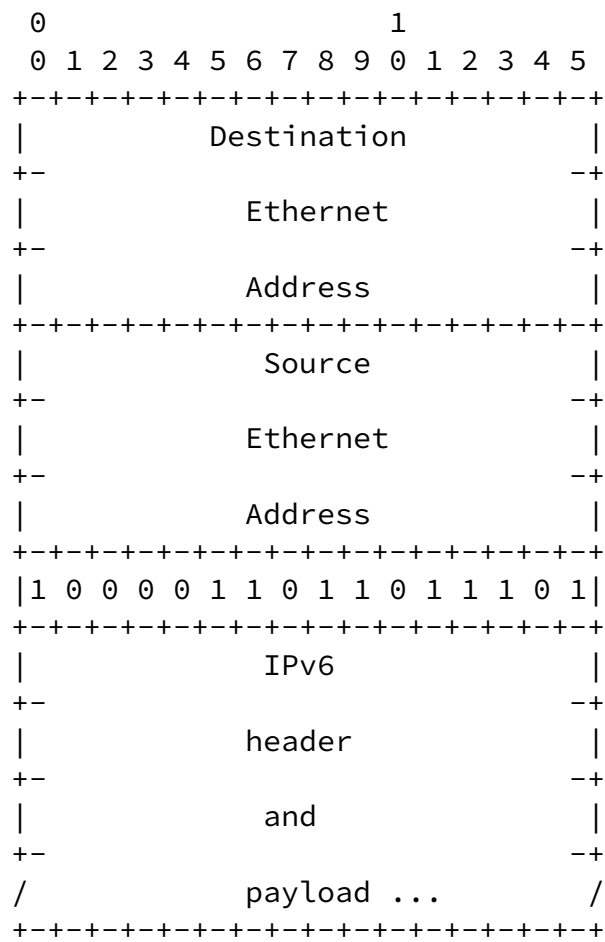 0                   1
 0 1 2 3 4 5 6 7 8 9 0 1 2 3 4 5
+-+-+-+-+-+-+-+-+-+-+-+-+-+-+-+-+
|          Destination          |
+-                             -+
|            Ethernet           |
+-                             -+
|            Address            |
+-+-+-+-+-+-+-+-+-+-+-+-+-+-+-+-+
|             Source            |
+-                             -+
|            Ethernet           |
+-                             -+
|            Address            |
+-+-+-+-+-+-+-+-+-+-+-+-+-+-+-+-+
|1 0 0 0 0 1 1 0 1 1 0 1 1 1 0 1|
+-+-+-+-+-+-+-+-+-+-+-+-+-+-+-+-+
|             IPv6              |
+-                             -+
|            header             |
+-                             -+
|             and               |
+-                             -+
/            payload ...        /
+-+-+-+-+-+-+-+-+-+-+-+-+-+-+-+-+